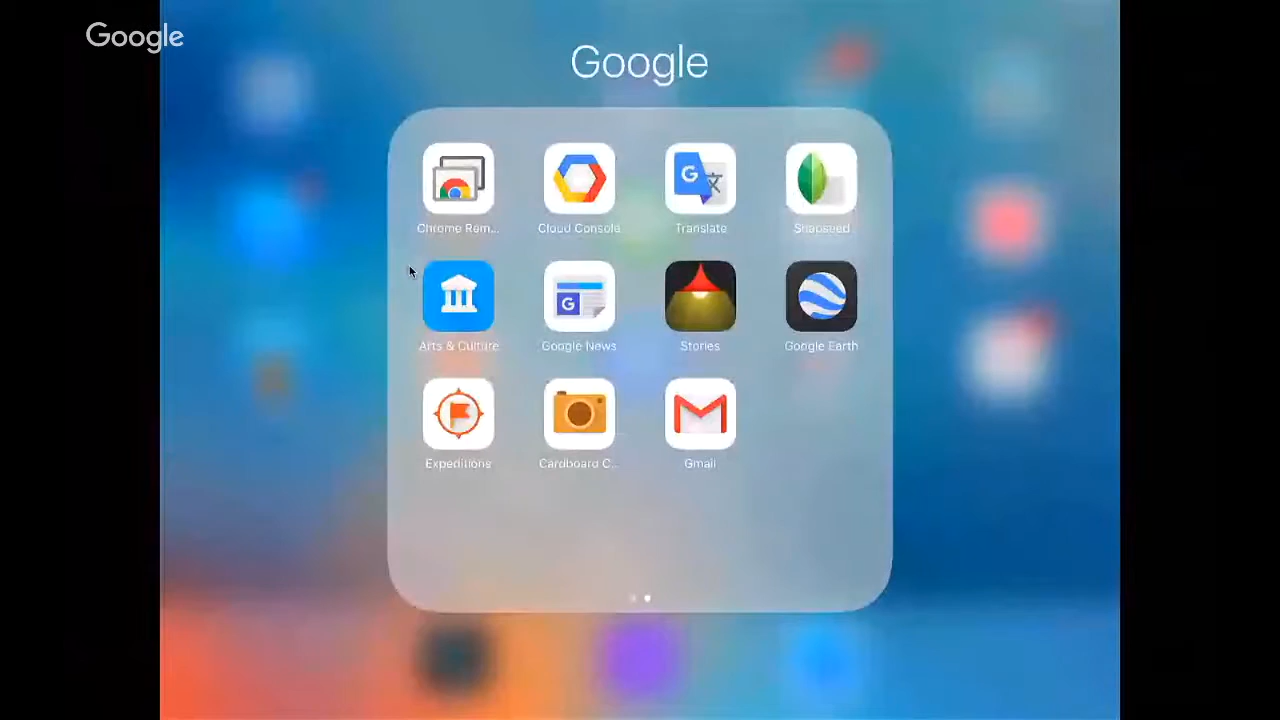 Google
Google
Chrome Rem...
Cloud Console
Translate
Snapseed
Arts & Culture
Google News
Stories
Google Earth
Expeditions
Cardboard C...
Gmail